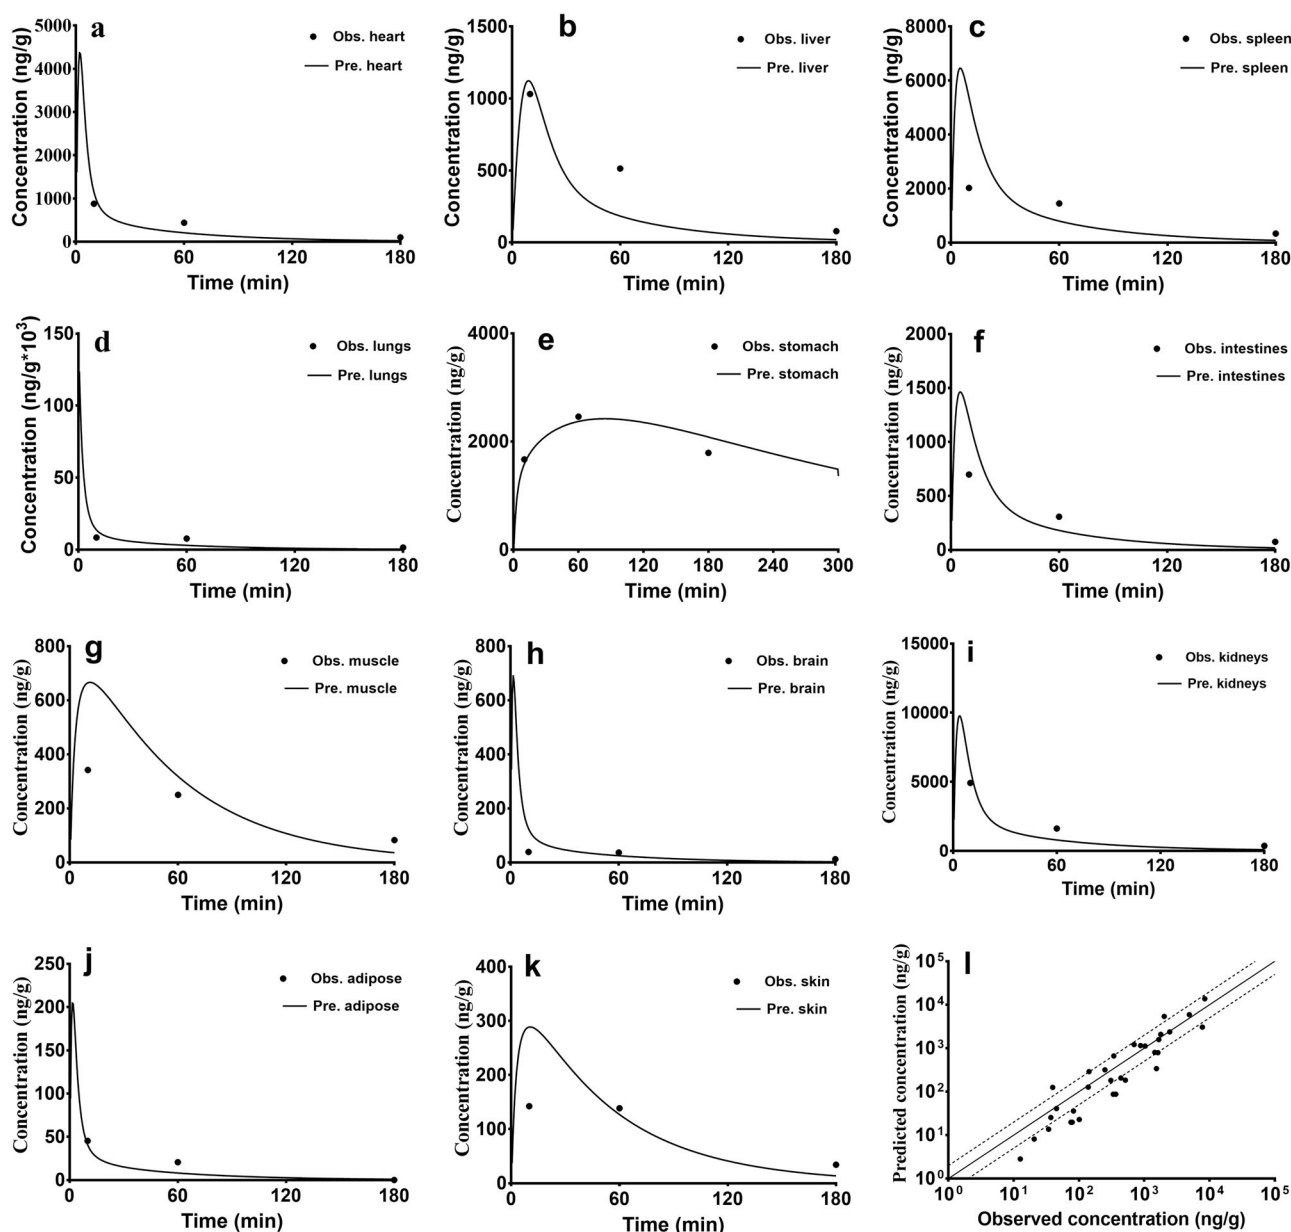 a
5000
4000
3000
2000
1000
0
0 60 120 180
Concentration (ng/g)
Time (min)
Obs. heart
Pre. heart
b
1500
1000
500
0
0 60 120 180
Concentration (ng/g)
Time (min)
Obs. liver
Pre. liver
c
8000
6000
4000
2000
0
0 60 120 180
Concentration (ng/g)
Time (min)
Obs. spleen
Pre. spleen
d
150
100
50
0
0 60 120 180
Concentration (ng/g*10³)
Time (min)
Obs. lungs
Pre. lungs
e
4000
2000
0
0 60 120 180 240 300
Concentration (ng/g)
Time (min)
Obs. stomach
Pre. stomach
f
2000
1500
1000
500
0
0 60 120 180
Concentration (ng/g)
Time (min)
Obs. intestines
Pre. intestines
g
800
600
400
200
0
0 60 120 180
Concentration (ng/g)
Time (min)
Obs. muscle
Pre. muscle
h
800
600
400
200
0
0 60 120 180
Concentration (ng/g)
Time (min)
Obs. brain
Pre. brain
i
15000
10000
5000
0
0 60 120 180
Concentration (ng/g)
Time (min)
Obs. kidneys
Pre. kidneys
j
250
200
150
100
50
0
0 60 120 180
Concentration (ng/g)
Time (min)
Obs. adipose
Pre. adipose
k
400
300
200
100
0
0 60 120 180
Concentration (ng/g)
Time (min)
Obs. skin
Pre. skin
l
10⁵
10⁴
10³
10²
10¹
10⁰
10⁰ 10¹ 10² 10³ 10⁴ 10⁵
Predicted concentration (ng/g)
Observed concentration (ng/g)